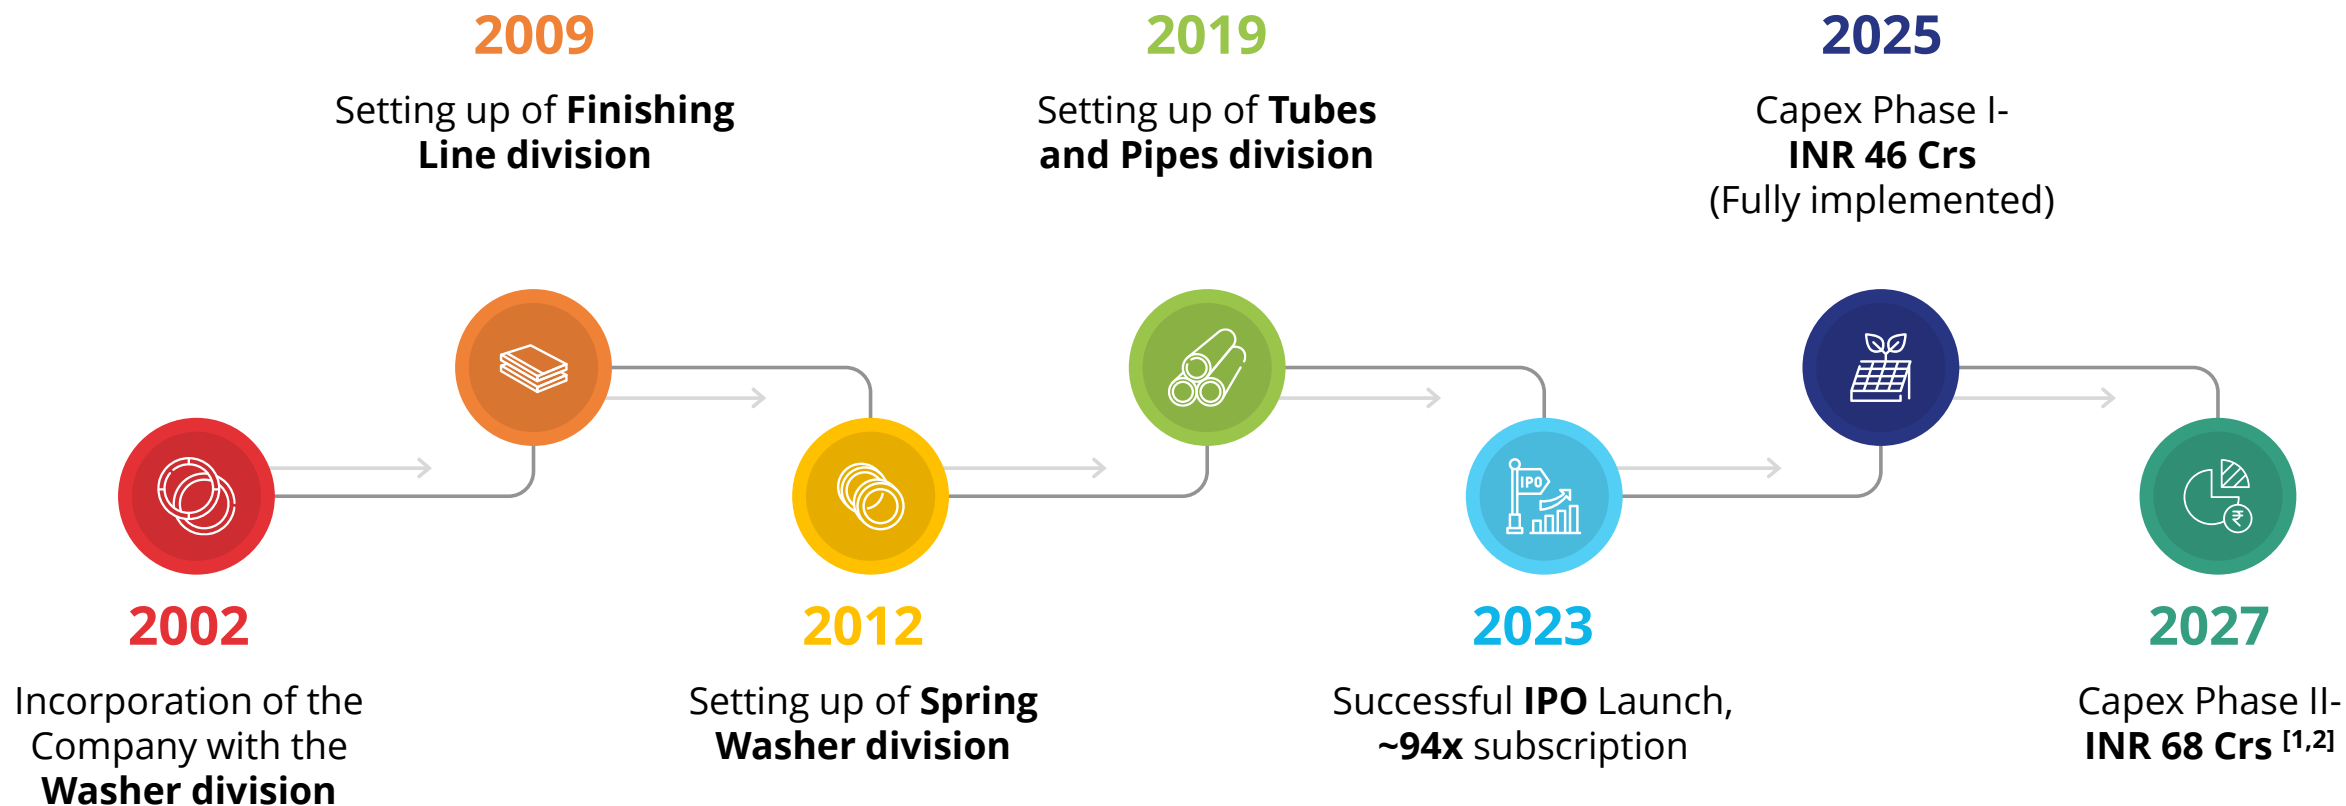 2002
Incorporation of the
Company with the
Washer division
2009
Setting up of Finishing
Line division
2012
Setting up of Spring
Washer division
2019
Setting up of Tubes
and Pipes division
IPO
2023
Successful IPO Launch,
~94x subscription
2025
Capex Phase I-
INR 46 Crs
(Fully implemented)
₹
2027
Capex Phase II-
INR 68 Crs [1,2]